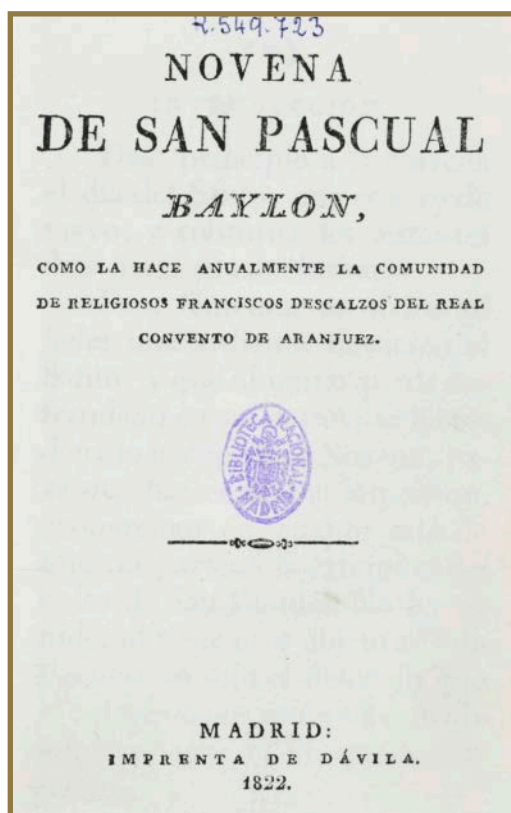 R.549.723
NOVENA
DE SAN PASCUAL
BAYLON,
COMO LA HACE ANUALMENTE LA COMUNIDAD
DE RELIGIOSOS FRANCISCOS DESCALZOS DEL REAL
CONVENTO DE ARANJUEZ.
BIBLIOTECA NACIONAL
MADRID
MADRID:
IMPRENTA DE DÁVILA.
1822.